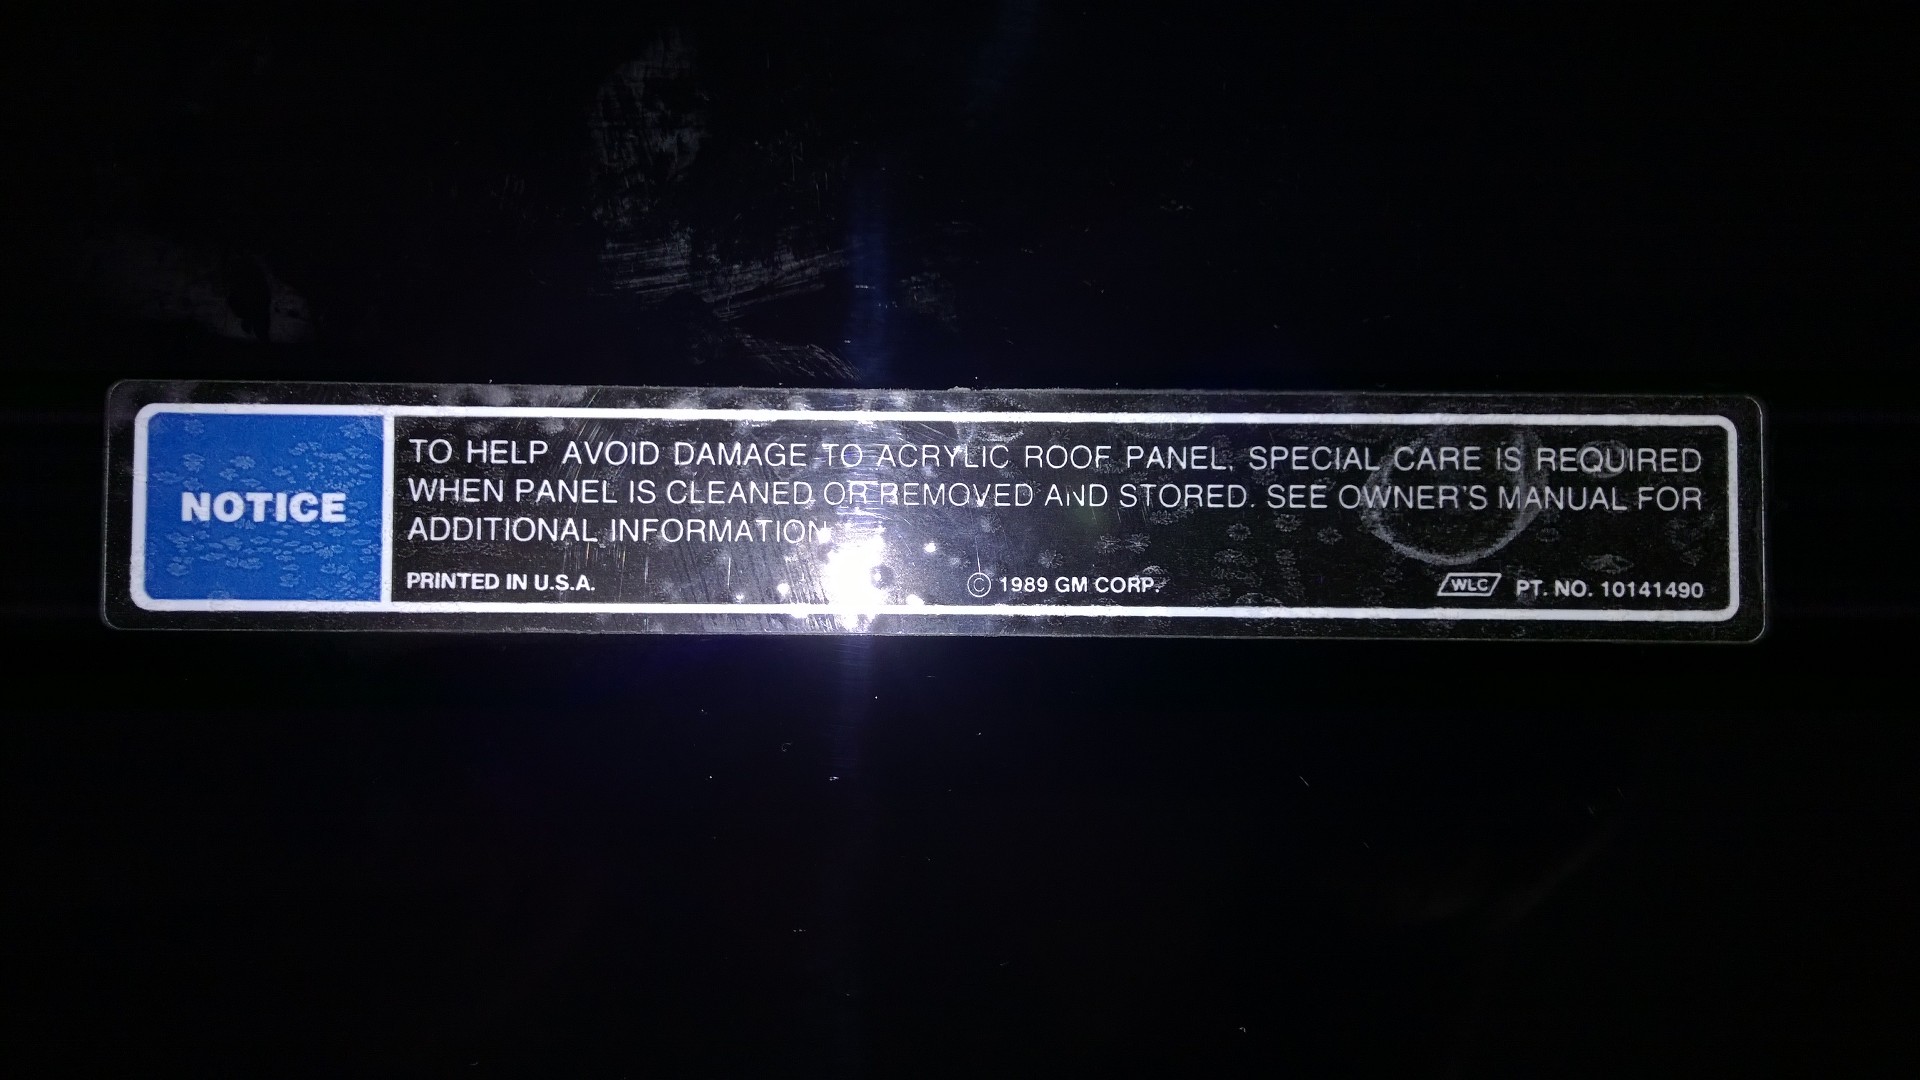 NOTICE
TO HELP AVOID DAMAGE TO ACRYLIC ROOF PANEL, SPECIAL CARE IS REQUIRED
WHEN PANEL IS CLEANED OR REMOVED AND STORED. SEE OWNER'S MANUAL FOR
ADDITIONAL INFORMATION.
PRINTED IN U.S.A. © 1989 GM CORP. WLC PT. NO. 10141490